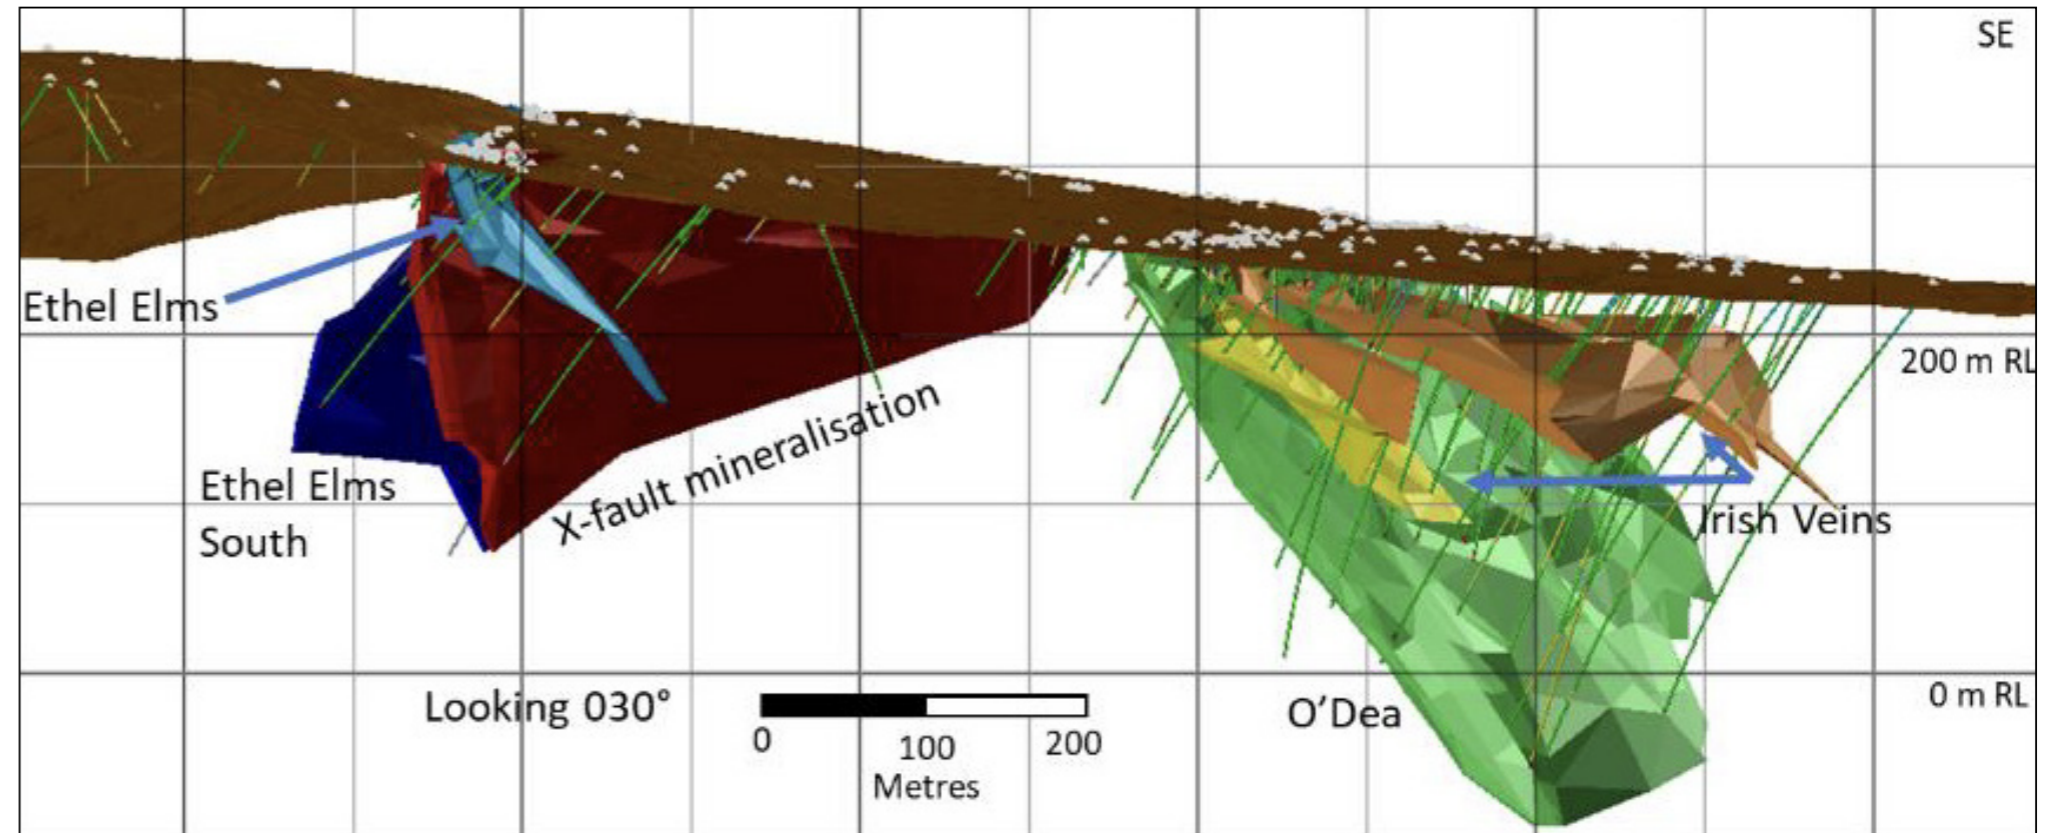 SE
Ethel Elms
200 m RL
X-fault mineralisation
Ethel Elms
South
Irish Veins
Looking 030°
0 100 200
Metres
O'Dea
0 m RL